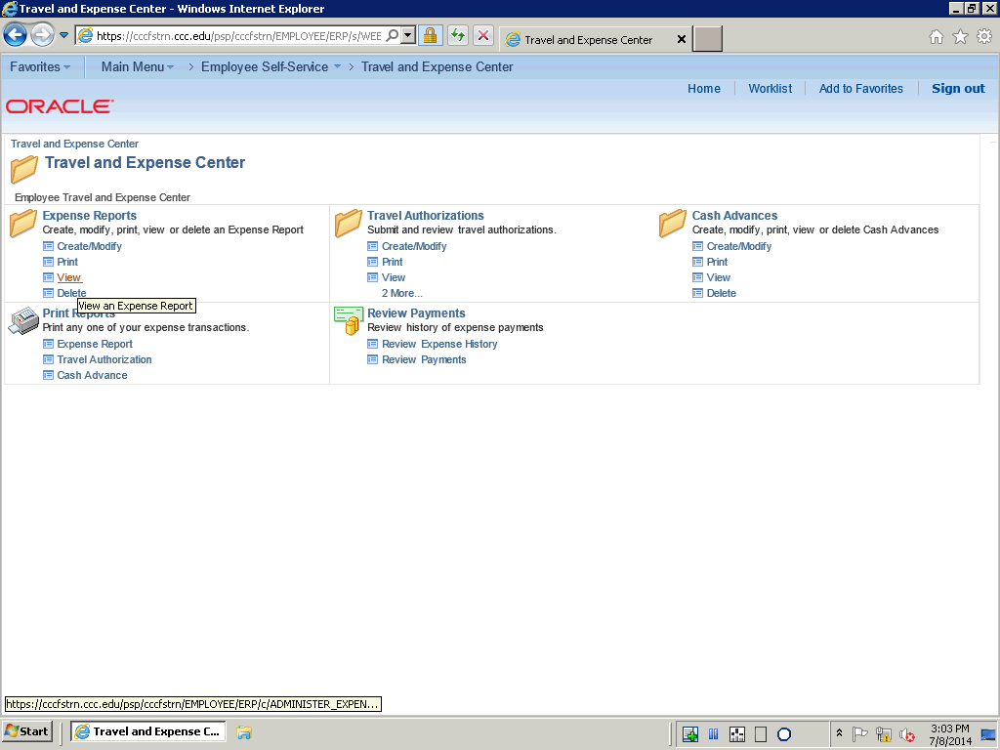 Travel and Expense Center - Windows Internet Explorer
https://cccfstrn.ccc.edu/psp/cccfstrn/EMPLOYEE/ERP/s/WEE
Travel and Expense Center
Favorites Main Menu > Employee Self-Service > Travel and Expense Center
Home Worklist Add to Favorites Sign out
ORACLE
Travel and Expense Center
Travel and Expense Center
Employee Travel and Expense Center
Expense Reports
Create, modify, print, view or delete an Expense Report
Create/Modify
Print
View
Delete
View an Expense Report
Travel Authorizations
Submit and review travel authorizations.
Create/Modify
Print
View
2 More...
Cash Advances
Create, modify, print, view or delete Cash Advances
Create/Modify
Print
View
Delete
Print Reports
Print any one of your expense transactions.
Expense Report
Travel Authorization
Cash Advance
Review Payments
Review history of expense payments
Review Expense History
Review Payments
https://cccfstrn.ccc.edu/psp/cccfstrn/EMPLOYEE/ERP/c/ADMINISTER_EXPEN...
Start
Travel and Expense C...
3:03 PM
7/8/2014